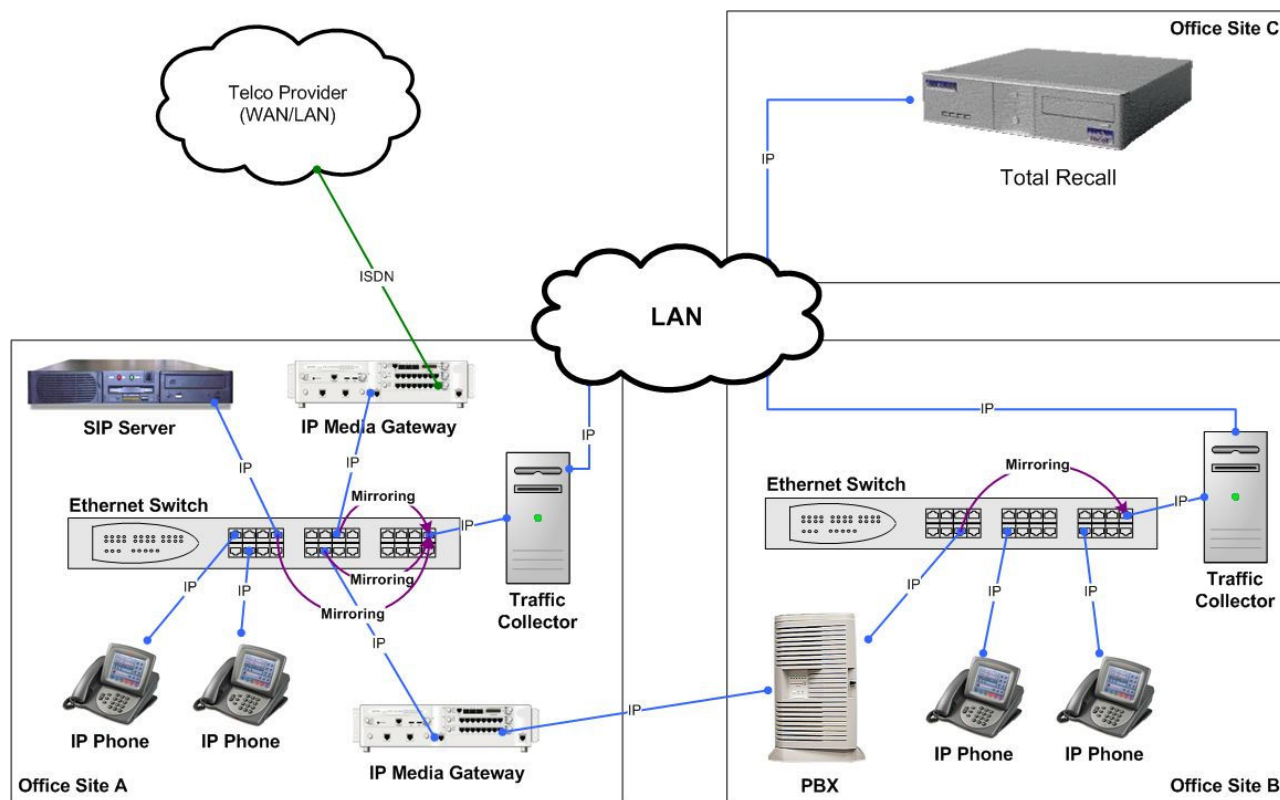 Office Site C
Telco Provider
(WAN/LAN)
IP
Total Recall
ISDN
LAN
SIP Server
IP Media Gateway
IP
IP
IP
IP
Mirroring
Ethernet Switch
Mirroring
IP
Mirroring
Mirroring
IP
IP
Traffic
Collector
IP
IP Phone
IP Phone
IP Media Gateway
Office Site A
Ethernet Switch
Mirroring
IP
IP
IP
IP
Traffic
Collector
IP
PBX
IP Phone
IP Phone
Office Site B